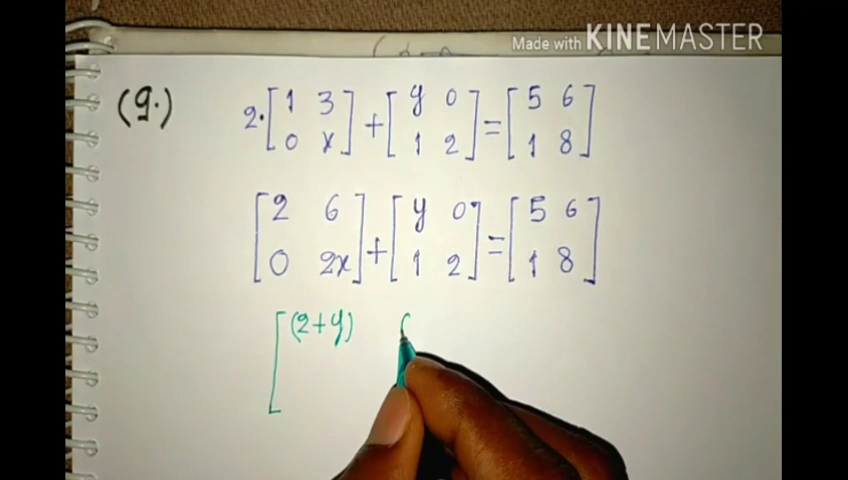 Made with KINEMASTER
(9.) 2·[1 3 0 x] + [y 0 1 2] = [5 6 1 8]
[2 6 0 2x] + [y 0 1 2] = [5 6 1 8]
[(2+y)